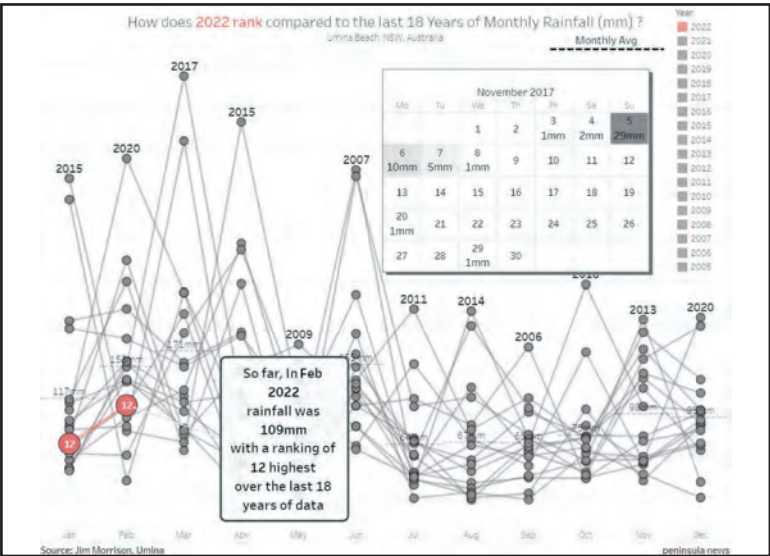 How does 2022 rank compared to the last 18 Years of Monthly Rainfall (mm) ?
Umina Beach, NSW, Australia
Monthly Avg
Year
2022
2021
2020
2019
2018
2017
2016
2015
2014
2013
2012
2011
2010
2009
2008
2007
2006
2005
November 2017
Mo Tu We Th Fr Sa Su
1 2 3 4 5
1mm 2mm 29mm
6 7 8 9 10 11 12
10mm 5mm 1mm
13 14 15 16 17 18 19
20 21 22 23 24 25 26
1mm
27 28 29 30
1mm
2017
2015
2020
2015
2007
2009
2011
2014
2006
2013
2020
117mm
171mm
12
12
So far, In Feb
2022
rainfall was
109mm
with a ranking of
12 highest
over the last 18
years of data
Jan Feb Mar Apr May Jun Jul Aug Sep Oct Nov Dec
Source: Jim Morrison, Umina
peninsula news